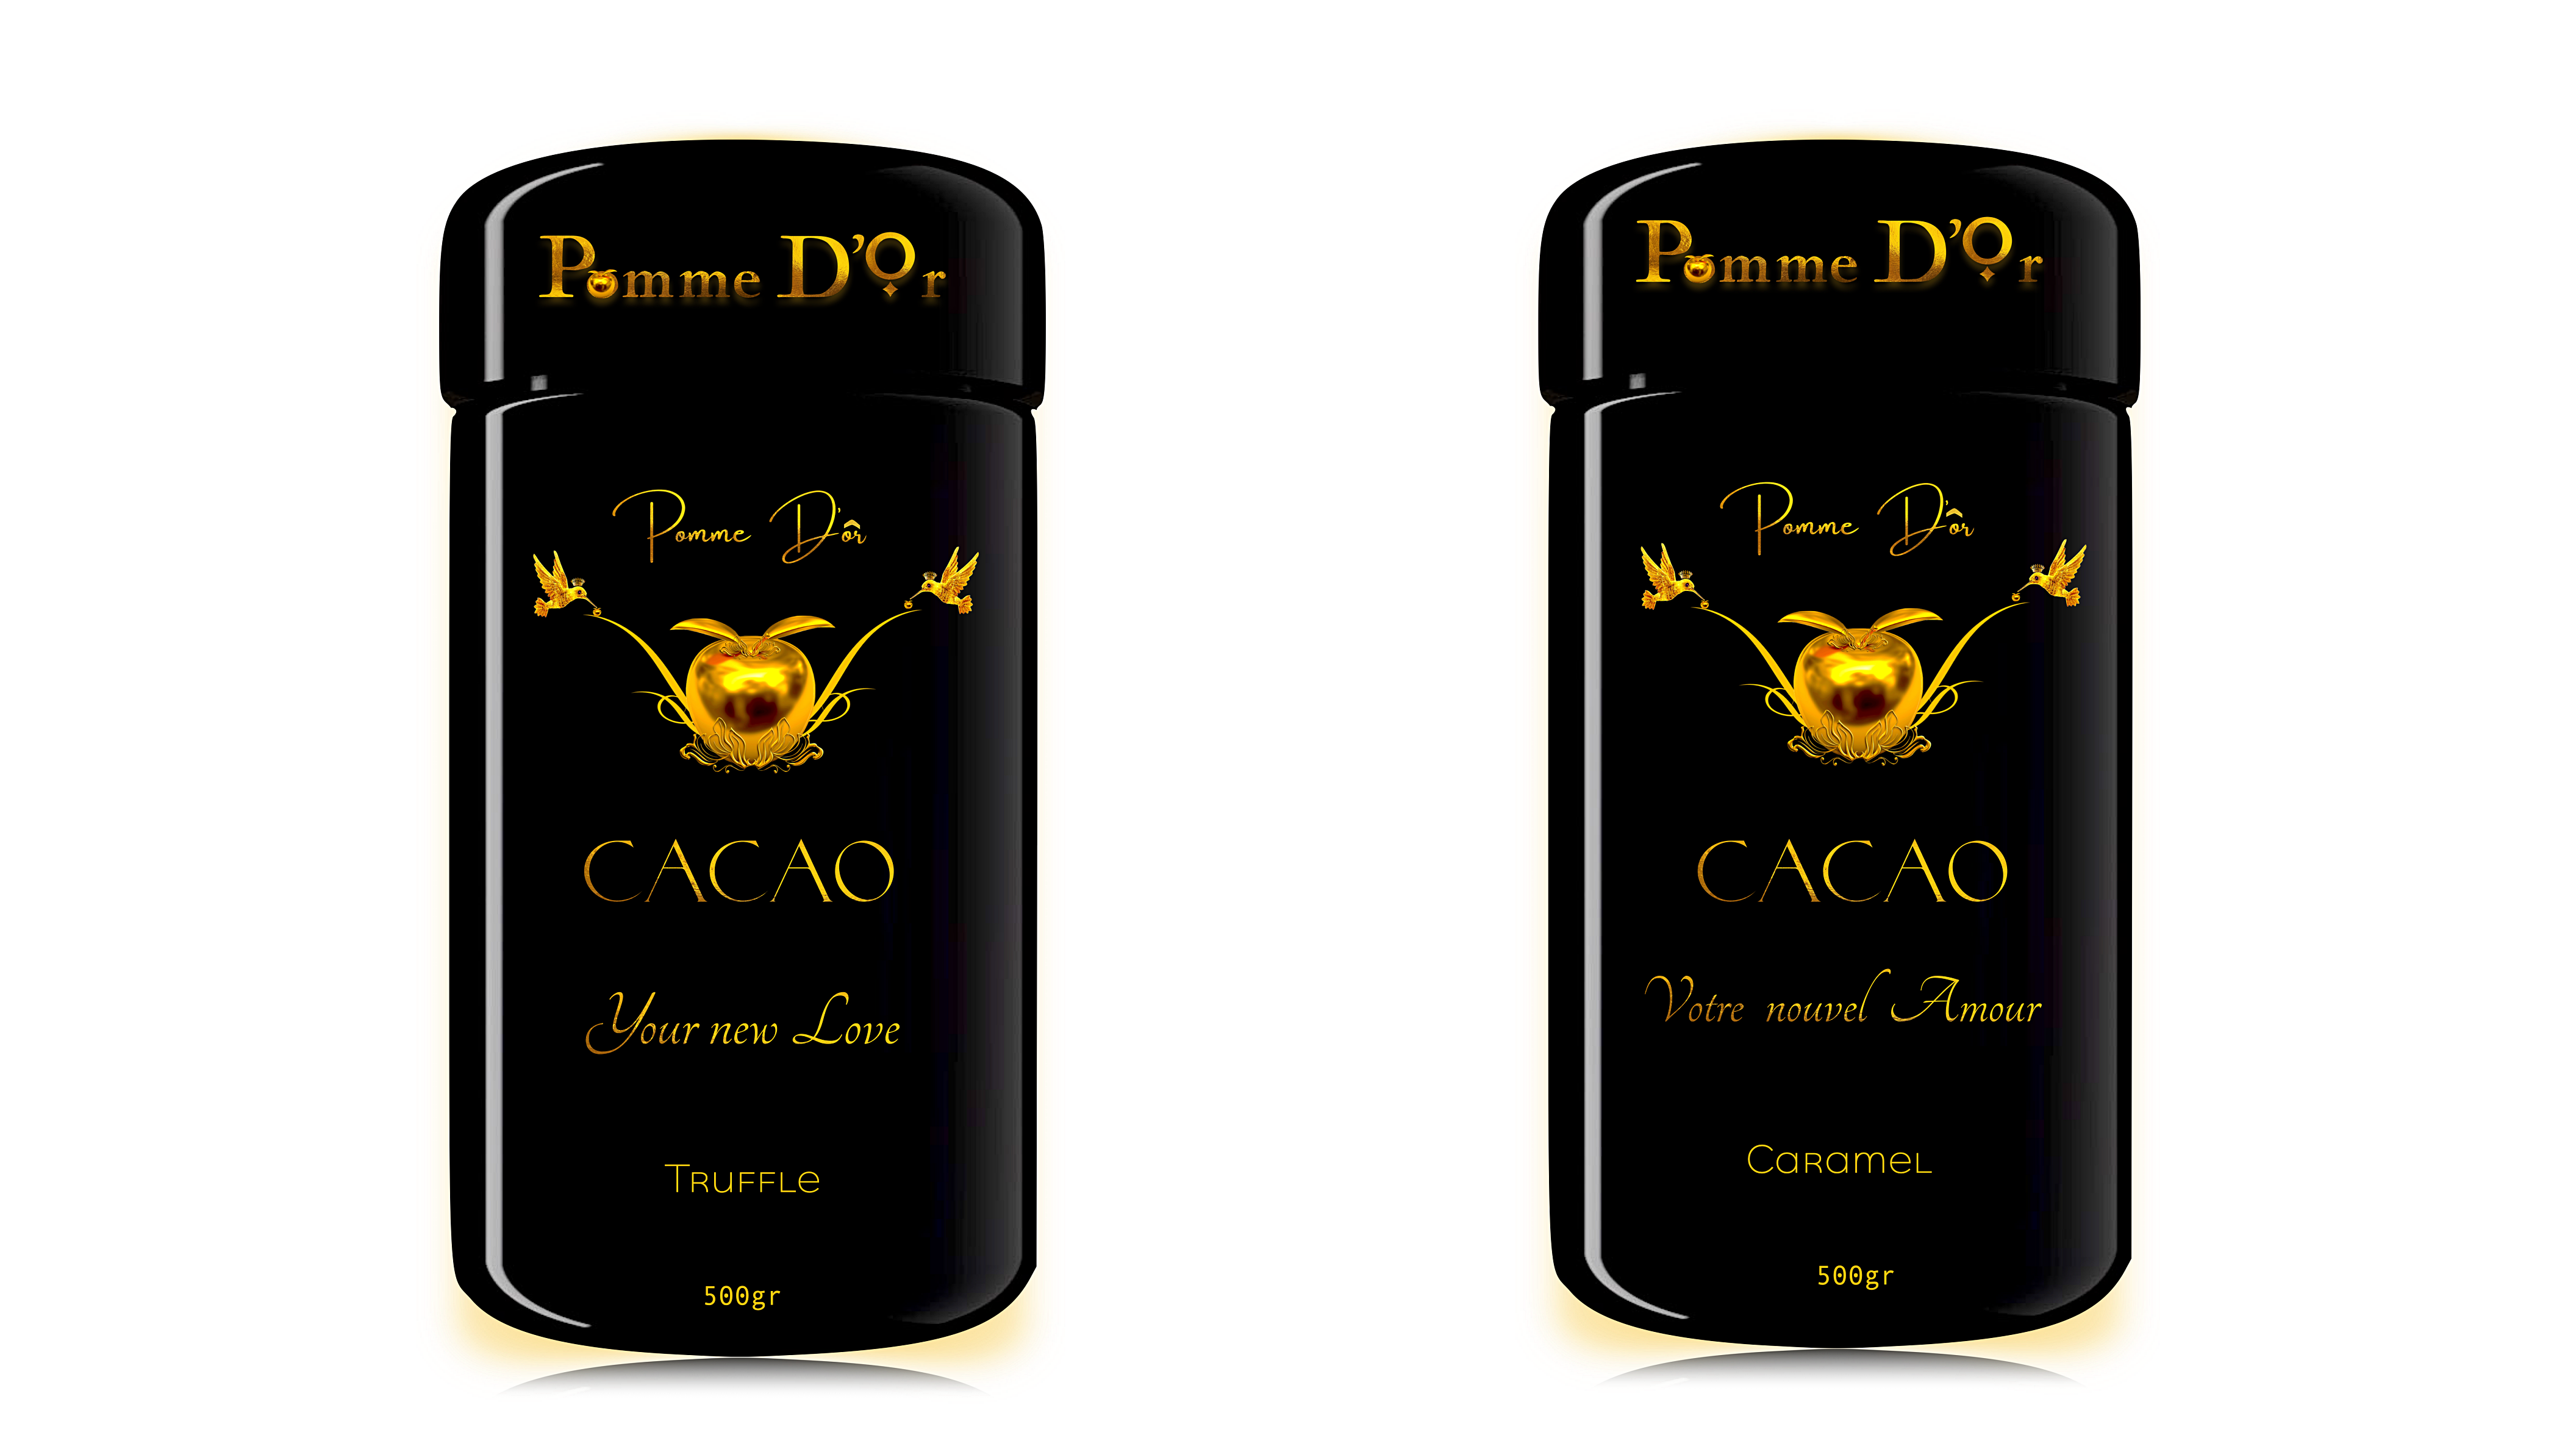 Pomme D'Or
Pomme D'ôr
CACAO
Your new Love
Truffle
500gr
Pomme D'Or
Pomme D'ôr
CACAO
Votre nouvel Amour
Caramel
500gr